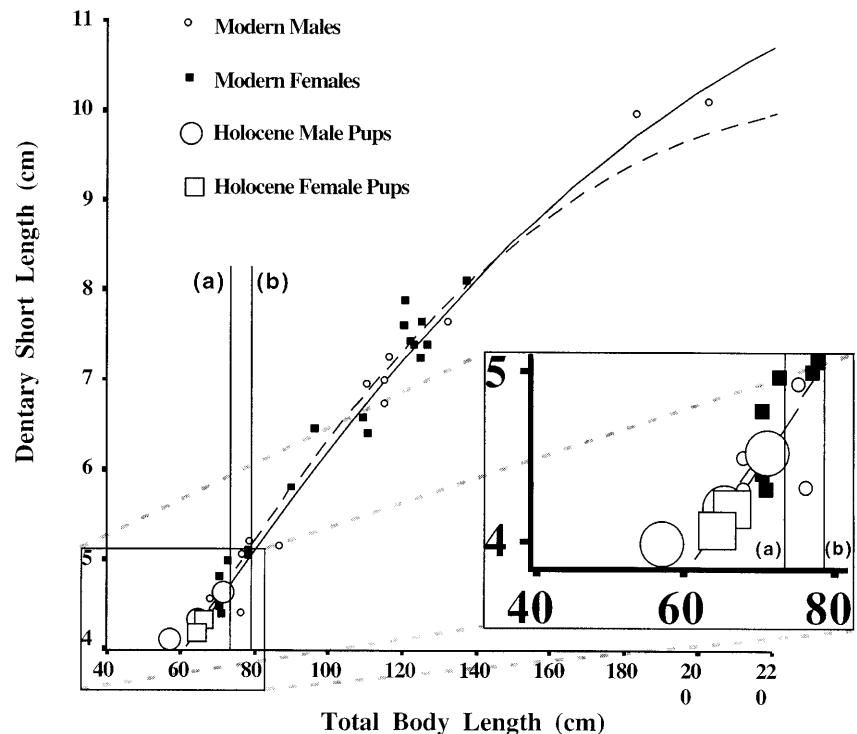 11
10
9
8
7
6
5
4
Dentary Short Length (cm)
Modern Males
Modern Females
Holocene Male Pups
Holocene Female Pups
(a) (b)
5
4
(a) (b)
40 60 80
40 60 80 100 120 140 160 180 20 22
0 0
Total Body Length (cm)